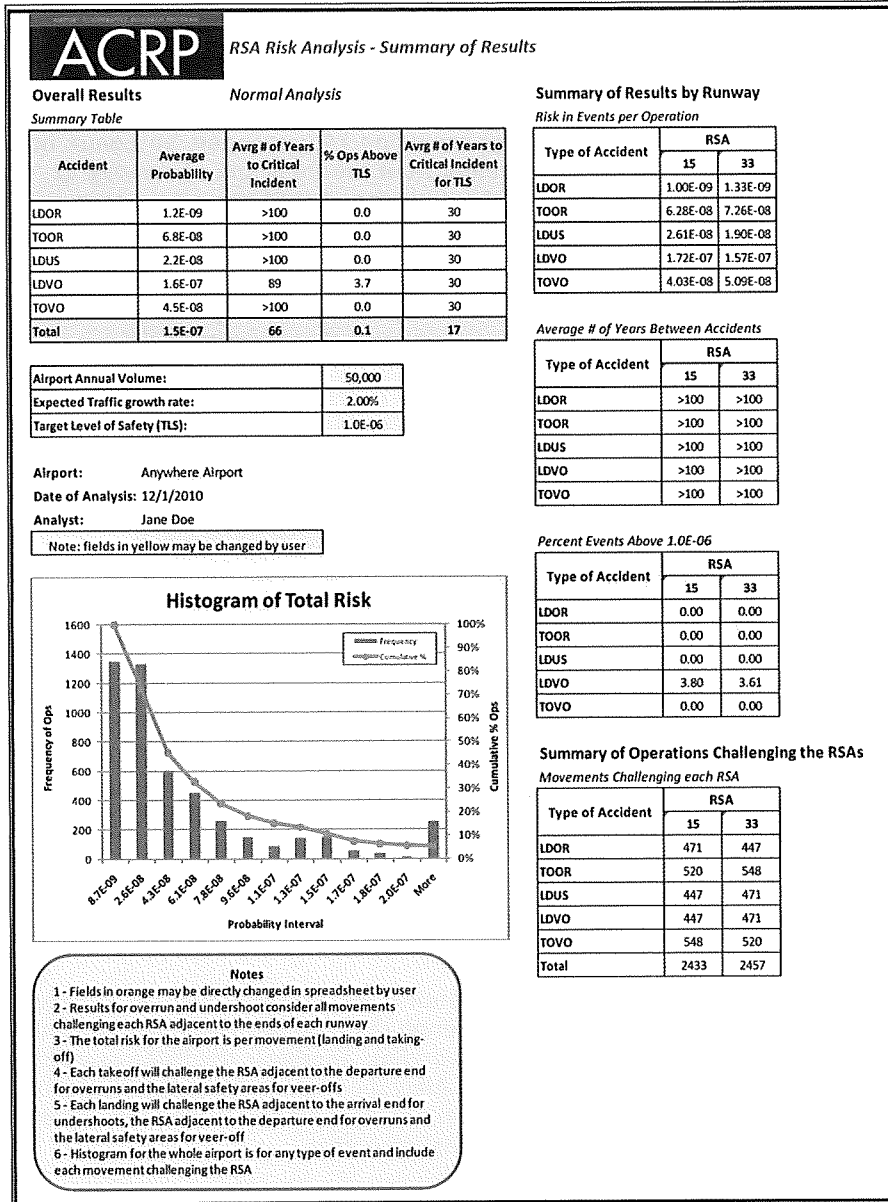 ACRP
RSA Risk Analysis - Summary of Results
Overall Results Normal Analysis
Summary Table
Accident | Average Probability | Avrg # of Years to Critical Incident | % Ops Above TLS | Avrg # of Years to Critical Incident for TLS
LDOR | 1.2E-09 | >100 | 0.0 | 30
TOOR | 6.8E-08 | >100 | 0.0 | 30
LDUS | 2.2E-08 | >100 | 0.0 | 30
LDVO | 1.6E-07 | 89 | 3.7 | 30
TOVO | 4.5E-08 | >100 | 0.0 | 30
Total | 1.5E-07 | 66 | 0.1 | 17
Airport Annual Volume: 50,000
Expected Traffic growth rate: 2.00%
Target Level of Safety (TLS): 1.0E-06
Airport: Anywhere Airport
Date of Analysis: 12/1/2010
Analyst: Jane Doe
Note: fields in yellow may be changed by user
Histogram of Total Risk
Frequency of Ops
1600
1400
1200
1000
800
600
400
200
0
Frequency
Cumulative %
100%
90%
80%
70%
60%
50%
40%
30%
20%
10%
0%
Cumulative % Ops
8.7E-09 2.6E-08 4.3E-08 6.1E-08 7.8E-08 9.6E-08 1.1E-07 1.3E-07 1.5E-07 1.7E-07 1.8E-07 2.0E-07 More
Probability Interval
Notes
1 - Fields in orange may be directly changed in spreadsheet by user
2 - Results for overrun and undershoot consider all movements
challenging each RSA adjacent to the ends of each runway
3 - The total risk for the airport is per movement (landing and taking-
off)
4 - Each takeoff will challenge the RSA adjacent to the departure end
for overruns and the lateral safety areas for veer-offs
5 - Each landing will challenge the RSA adjacent to the arrival end for
undershoots, the RSA adjacent to the departure end for overruns and
the lateral safety areas for veer-off
6 - Histogram for the whole airport is for any type of event and include
each movement challenging the RSA
Summary of Results by Runway
Risk in Events per Operation
Type of Accident | RSA
15 | 33
LDOR | 1.00E-09 | 1.33E-09
TOOR | 6.28E-08 | 7.26E-08
LDUS | 2.61E-08 | 1.90E-08
LDVO | 1.72E-07 | 1.57E-07
TOVO | 4.03E-08 | 5.09E-08
Average # of Years Between Accidents
Type of Accident | RSA
15 | 33
LDOR | >100 | >100
TOOR | >100 | >100
LDUS | >100 | >100
LDVO | >100 | >100
TOVO | >100 | >100
Percent Events Above 1.0E-06
Type of Accident | RSA
15 | 33
LDOR | 0.00 | 0.00
TOOR | 0.00 | 0.00
LDUS | 0.00 | 0.00
LDVO | 3.80 | 3.61
TOVO | 0.00 | 0.00
Summary of Operations Challenging the RSAs
Movements Challenging each RSA
Type of Accident | RSA
15 | 33
LDOR | 471 | 447
TOOR | 520 | 548
LDUS | 447 | 471
LDVO | 447 | 471
TOVO | 548 | 520
Total | 2433 | 2457